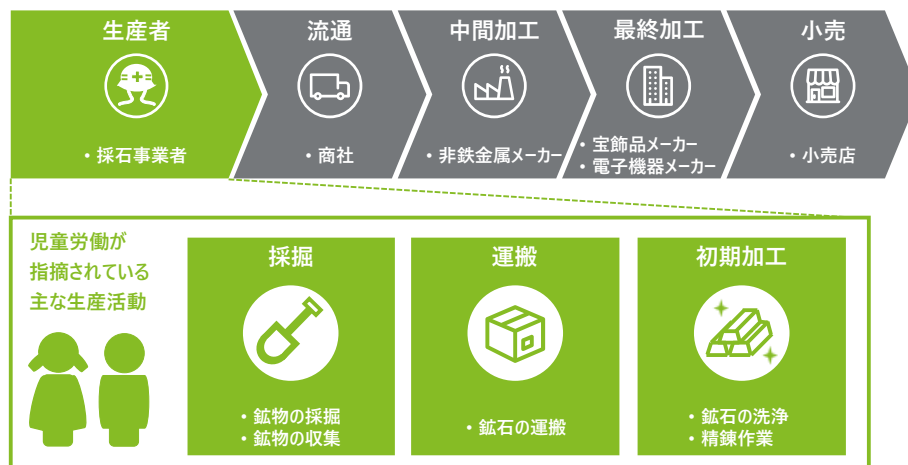 生産者
流通
中間加工
最終加工
小売
・採石事業者
・商社
・非鉄金属メーカー
・宝飾品メーカー
・電子機器メーカー
・小売店
児童労働が
指摘されている
主な生産活動
採掘
・鉱物の採掘
・鉱物の収集
運搬
・鉱石の運搬
初期加工
・鉱石の洗浄
・精錬作業